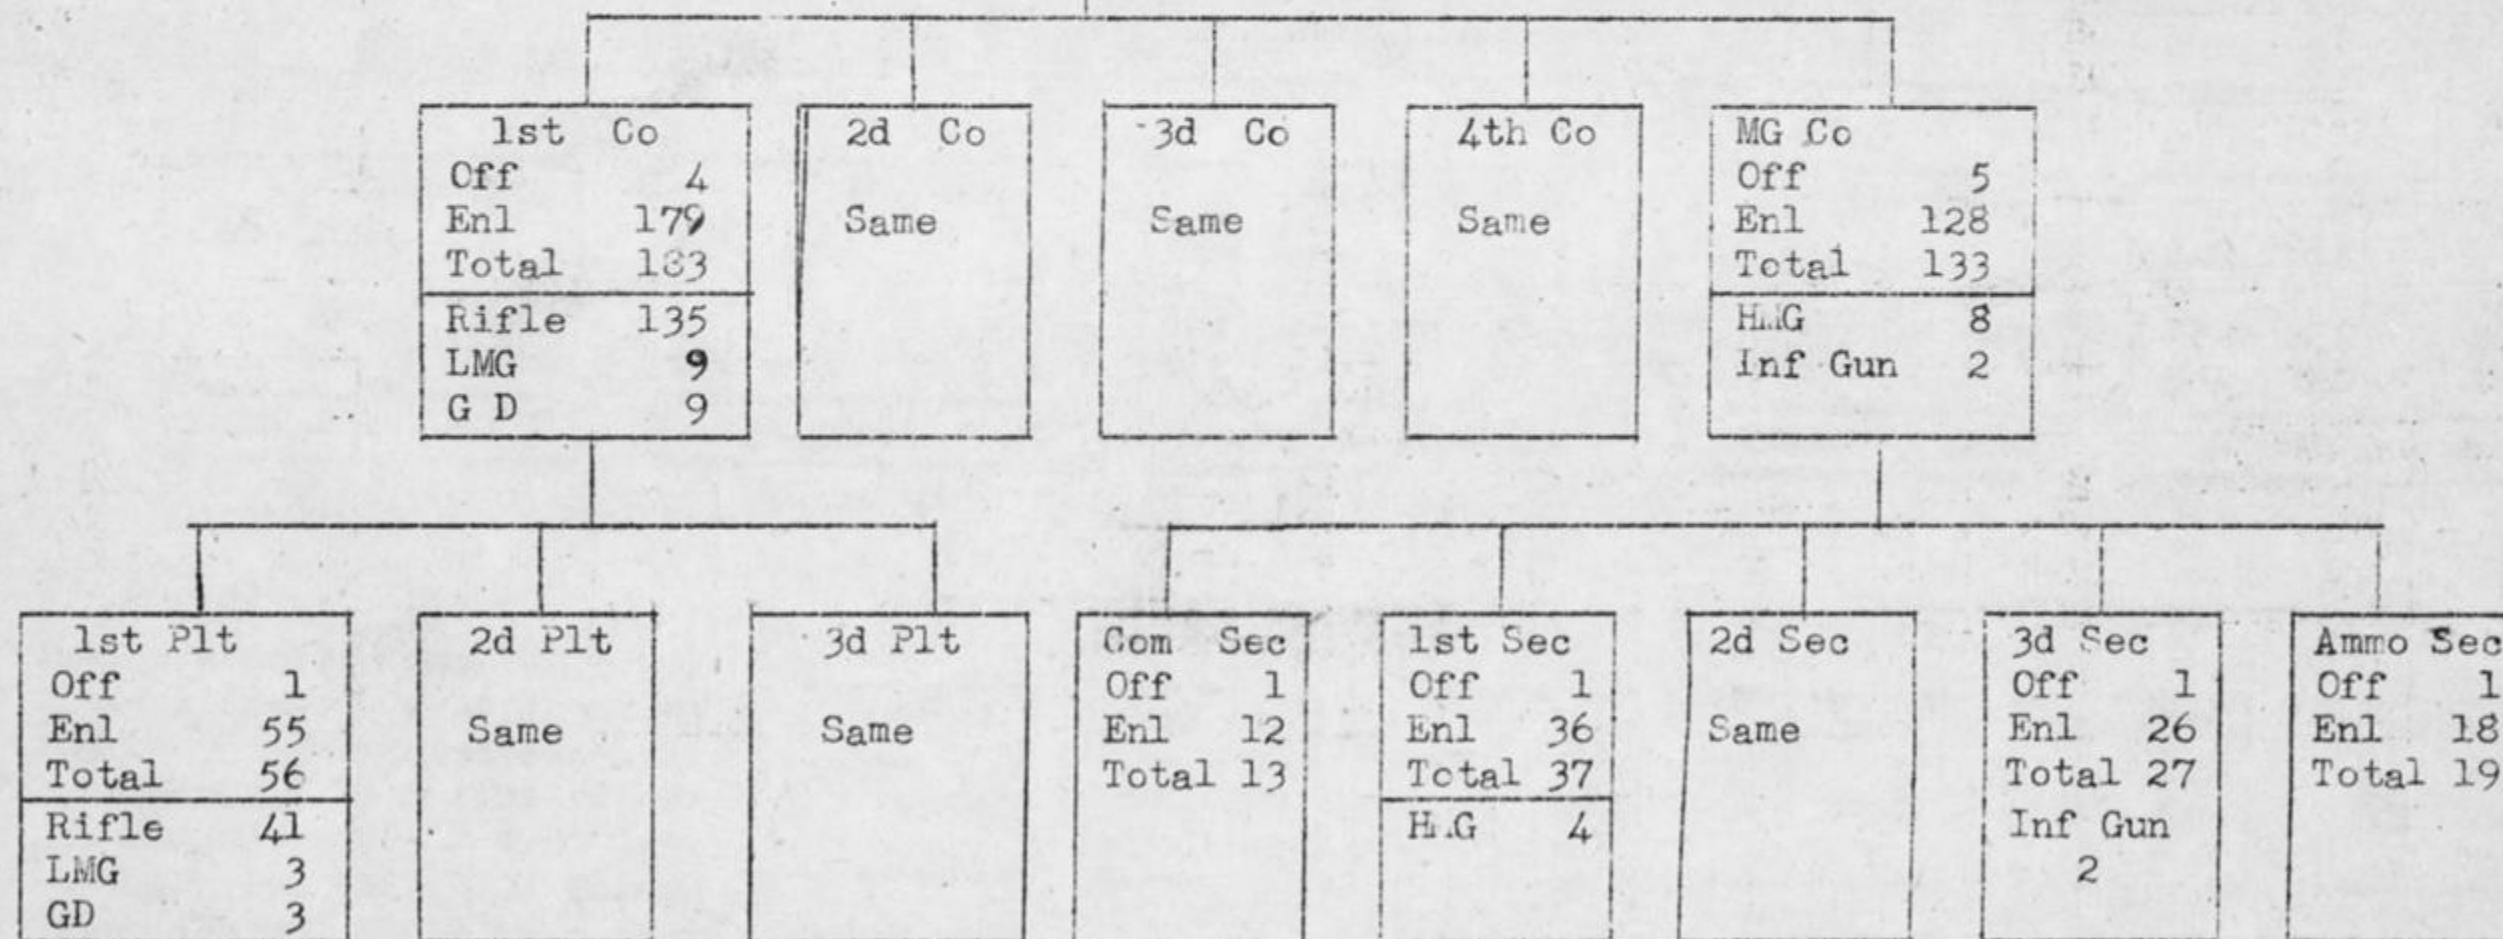 1st Co
Off 4
Enl 179
Total 183
Rifle 135
LMG 9
G D 9
2d Co
Same
3d Co
Same
4th Co
Same
MG Co
Off 5
Enl 128
Total 133
HMG 8
Inf Gun 2
1st Plt
Off 1
Enl 55
Total 56
Rifle 41
LMG 3
GD 3
2d Plt
Same
3d Plt
Same
Com Sec
Off 1
Enl 12
Total 13
1st Sec
Off 1
Enl 36
Total 37
HMG 4
2d Sec
Same
3d Sec
Off 1
Enl 26
Total 27
Inf Gun
2
Ammo Sec
Off 1
Enl 18
Total 19